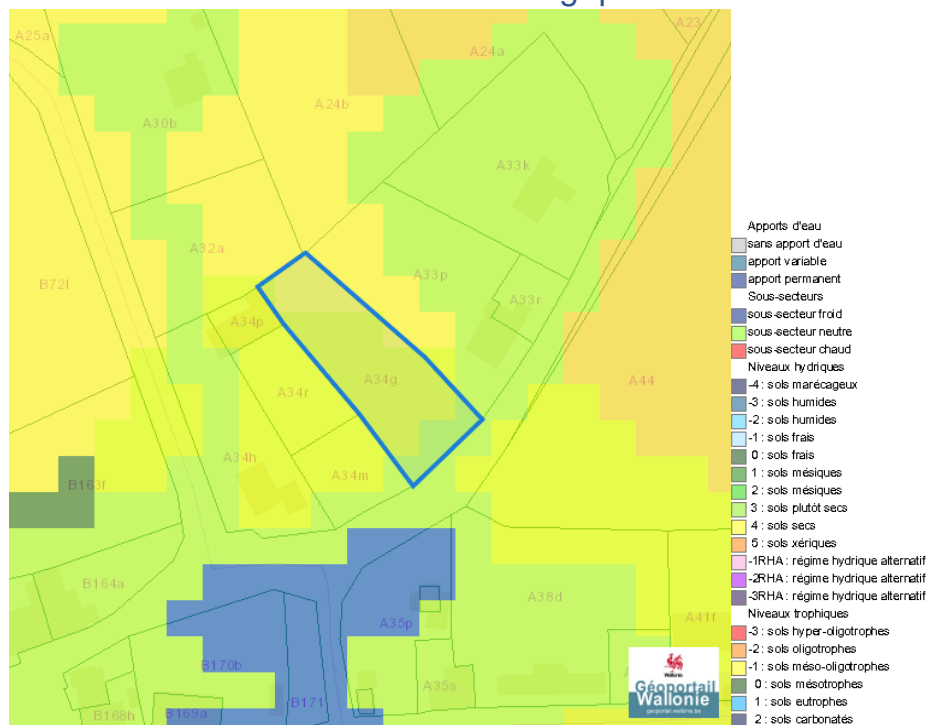 A25a
A24a
A23
A24b
A30b
A33k
A32a
A33p
B72l
A33r
A34p
A34g
A44
A34r
A34h
A34m
B163f
B164a
A38d
A35p
A41f
B170b
A35s
B171
B168h
B169a
Apports d'eau
sans apport d'eau
apport variable
apport permanent
Sous-secteurs
sous-secteur froid
sous-secteur neutre
sous-secteur chaud
Niveaux hydriques
-4 : sols marécageux
-3 : sols humides
-2 : sols humides
-1 : sols frais
0 : sols frais
1 : sols mésiques
2 : sols mésiques
3 : sols plutôt secs
4 : sols secs
5 : sols xériques
-1RHA : régime hydrique alternatif
-2RHA : régime hydrique alternatif
-3RHA : régime hydrique alternatif
Niveaux trophiques
-3 : sols hyper-oligotrophes
-2 : sols oligotrophes
-1 : sols méso-oligotrophes
0 : sols mésotrophes
1 : sols eutrophes
2 : sols carbonatés
Wallonie
Géoportail
Wallonie
geoportail.wallonie.be